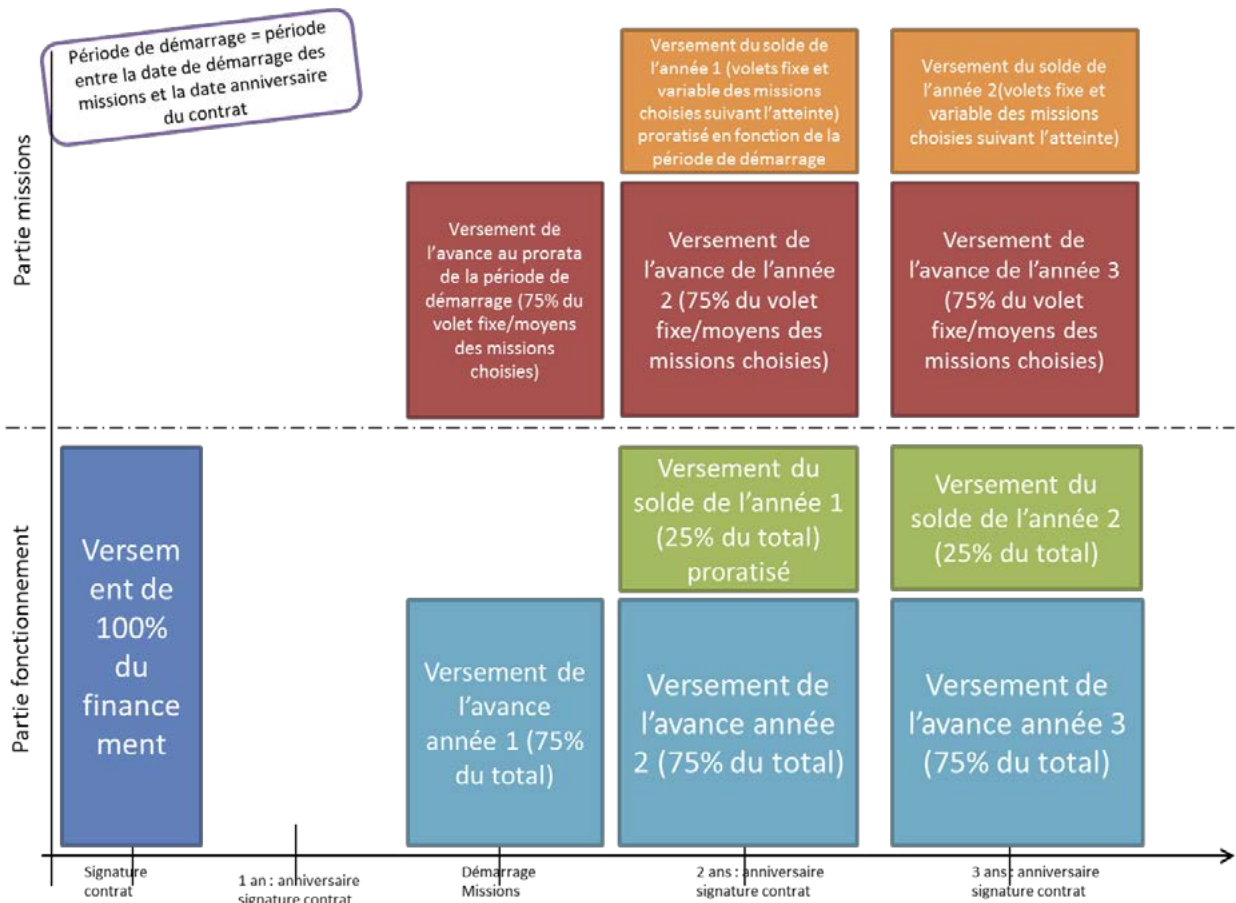 Période de démarrage = période
entre la date de démarrage des
missions et la date anniversaire
du contrat
Partie missions
Versement du solde de
l'année 1 (volets fixe et
variable des missions
choisies suivant l'atteinte)
proratisé en fonction de la
période de démarrage
Versement du solde de
l'année 2(volets fixe et
variable des missions
choisies suivant l'atteinte)
Versement de
l'avance au prorata
de la période de
démarrage (75% du
volet fixe/moyens
des missions
choisies)
Versement de
l'avance de l'année
2 (75% du volet
fixe/moyens des
missions choisies)
Versement de
l'avance de l'année 3
(75% du volet
fixe/moyens des
missions choisies)
Partie fonctionnement
Versem
ent de
100%
du
finance
ment
Versement du
solde de l'année 1
(25% du total)
proratisé
Versement du
solde de l'année 2
(25% du total)
Versement de
l'avance
année 1 (75%
du total)
Versement de
l'avance année
2 (75% du total)
Versement de
l'avance année 3
(75% du total)
Signature
contrat
1 an : anniversaire
signature contrat
Démarrage
Missions
2 ans : anniversaire
signature contrat
3 ans : anniversaire
signature contrat